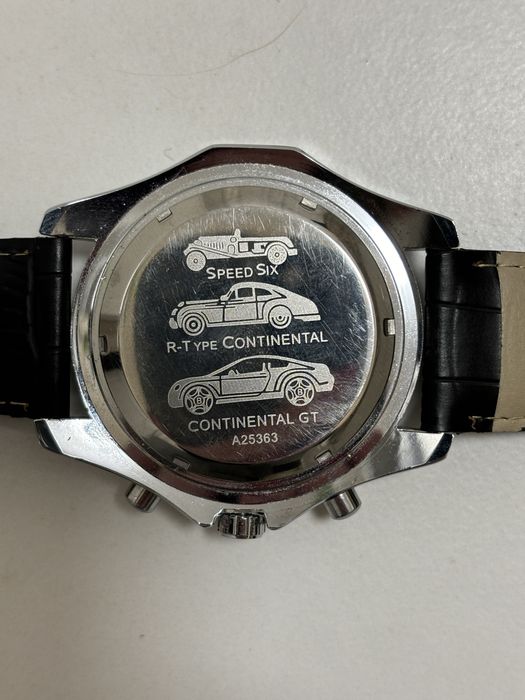 SPEED SIX
R-TYPE CONTINENTAL
CONTINENTAL GT
A25363